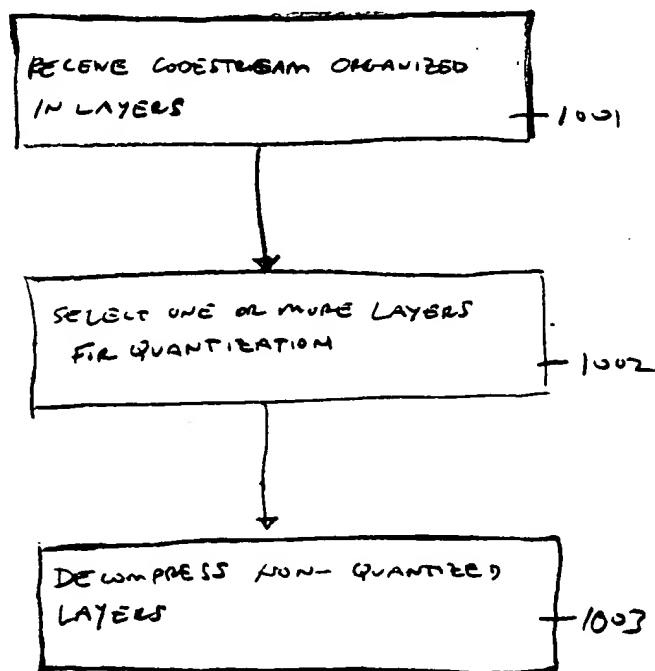 RECEIVE CODESTREAM ORGANIZED
IN LAYERS
1001
SELECT ONE OR MORE LAYERS
FOR QUANTIZATION
1002
DECOMPRESS NON-QUANTIZED
LAYERS
1003